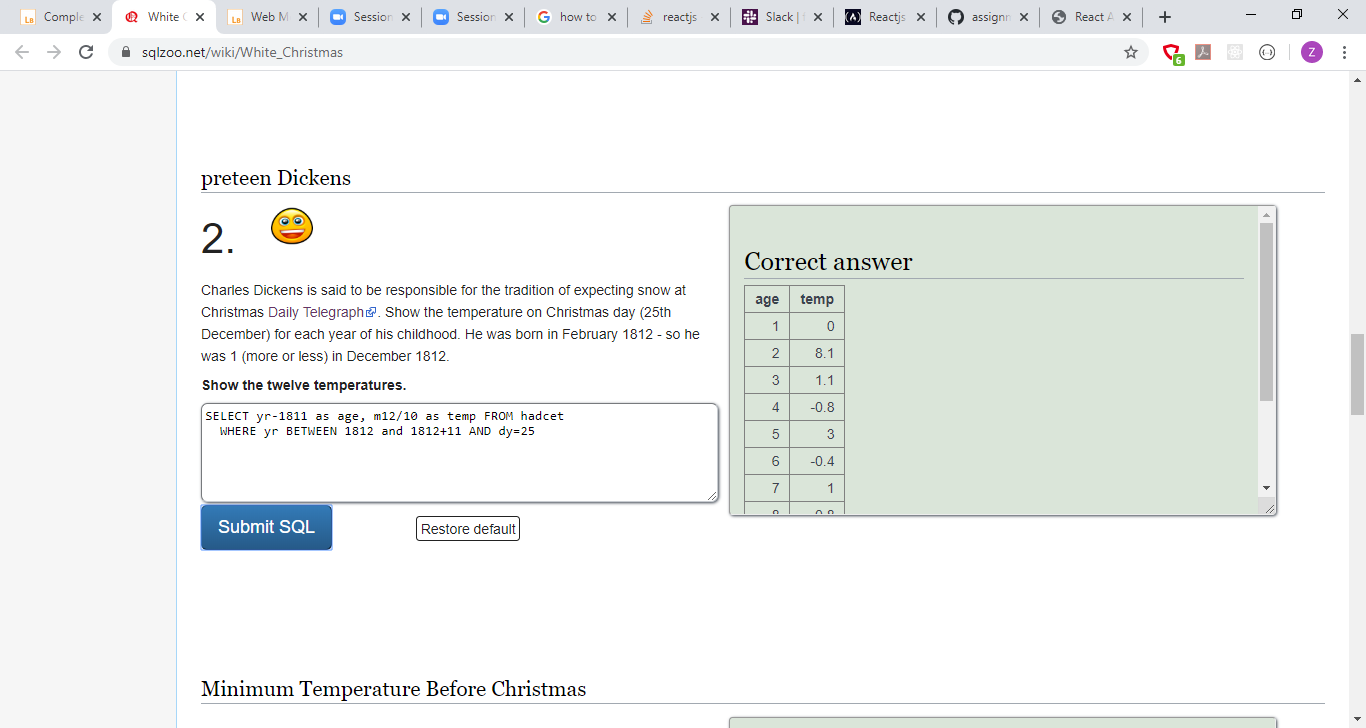 Comple
White
Web M
Session
Session
how to
reactjs
Slack |
Reactjs
assignm
React A
sqlzoo.net/wiki/White_Christmas
6
Z
preteen Dickens
2.
Charles Dickens is said to be responsible for the tradition of expecting snow at
Christmas Daily Telegraph. Show the temperature on Christmas day (25th
December) for each year of his childhood. He was born in February 1812 - so he
was 1 (more or less) in December 1812.
Show the twelve temperatures.
SELECT yr-1811 as age, m12/10 as temp FROM hadcet
WHERE yr BETWEEN 1812 and 1812+11 AND dy=25
Submit SQL
Restore default
Correct answer
age temp
1 0
2 8.1
3 1.1
4 -0.8
5 3
6 -0.4
7 1
Minimum Temperature Before Christmas